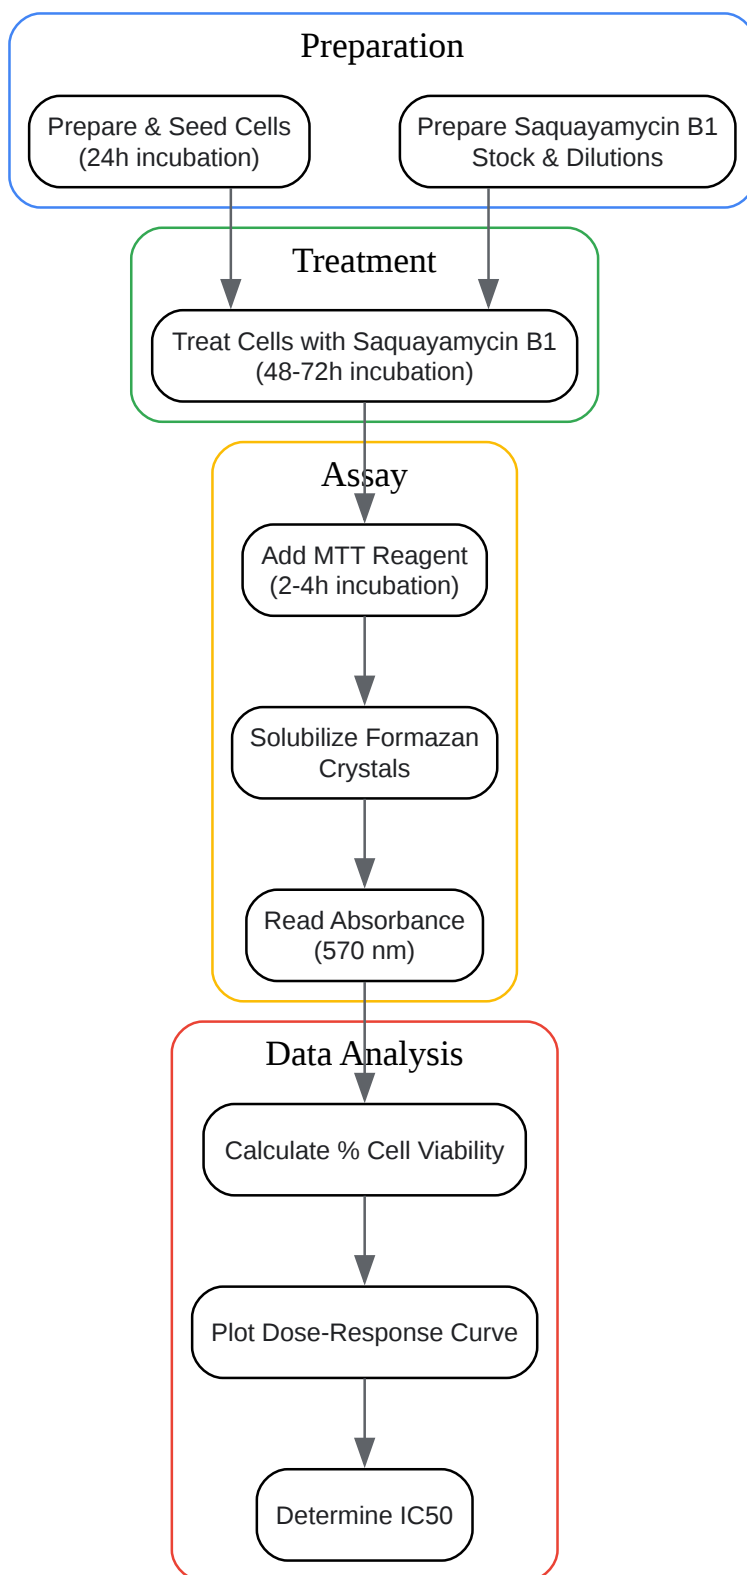 Preparation
Prepare & Seed Cells
(24h incubation)
Prepare Saquayamycin B1
Stock & Dilutions
Treatment
Treat Cells with Saquayamycin B1
(48-72h incubation)
Assay
Add MTT Reagent
(2-4h incubation)
Solubilize Formazan
Crystals
Read Absorbance
(570 nm)
Data Analysis
Calculate % Cell Viability
Plot Dose-Response Curve
Determine IC50